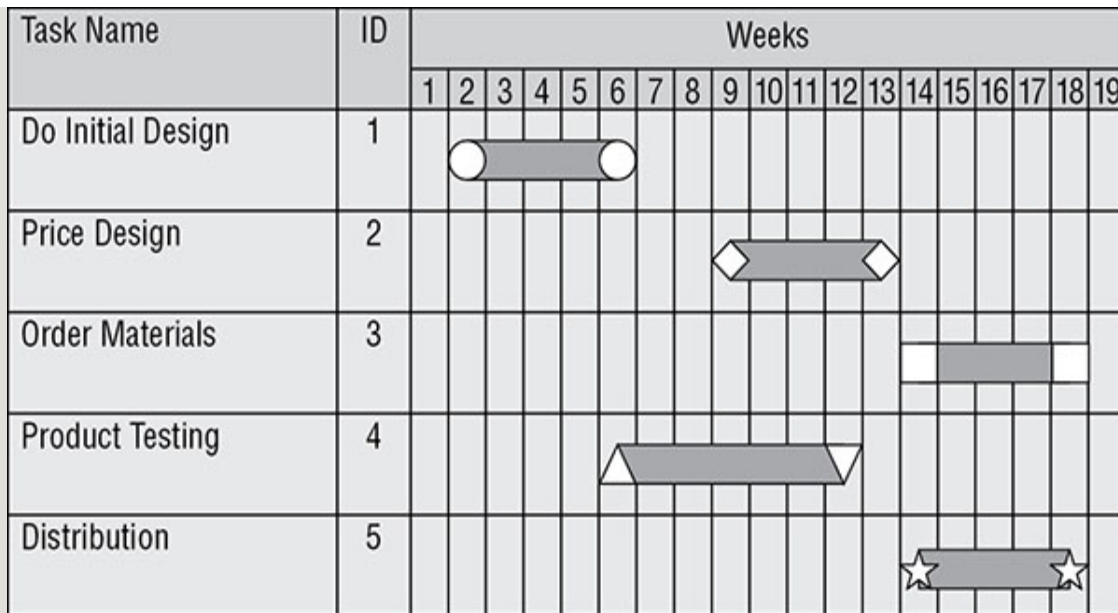 Task Name ID Weeks
1 2 3 4 5 6 7 8 9 10 11 12 13 14 15 16 17 18 19
Do Initial Design 1
Price Design 2
Order Materials 3
Product Testing 4
Distribution 5